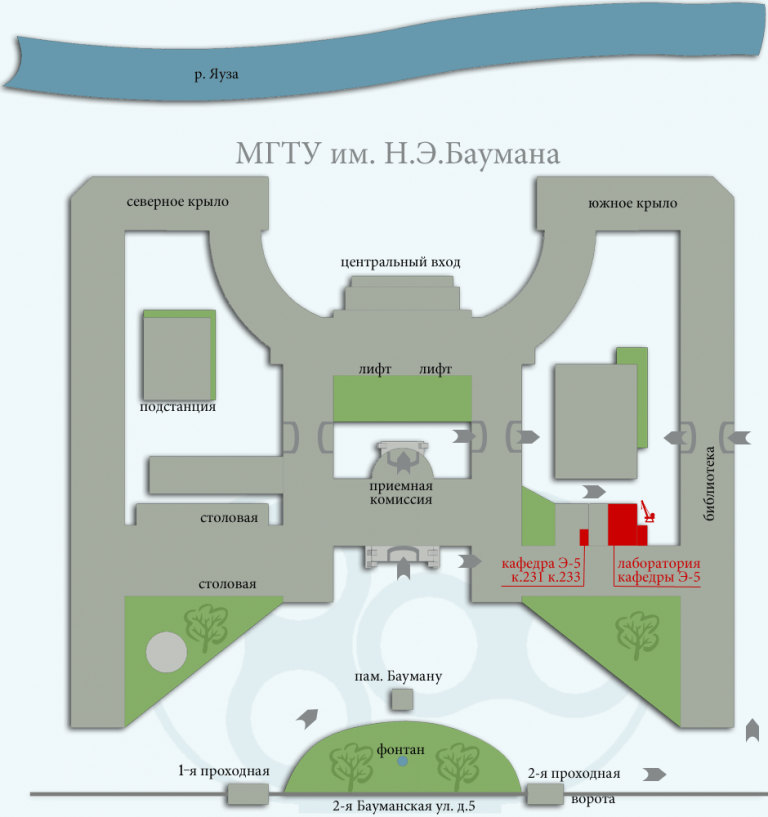 р. Яуза
МГТУ им. Н.Э.Баумана
северное крыло
южное крыло
центральный вход
лифт
лифт
подстанция
библиотека
приемная
комиссия
столовая
столовая
кафедра Э-5
к.231 к.233
лаборатория
кафедры Э-5
пам. Бауману
фонтан
1-я проходная
2-я проходная
ворота
2-я Бауманская ул. д.5